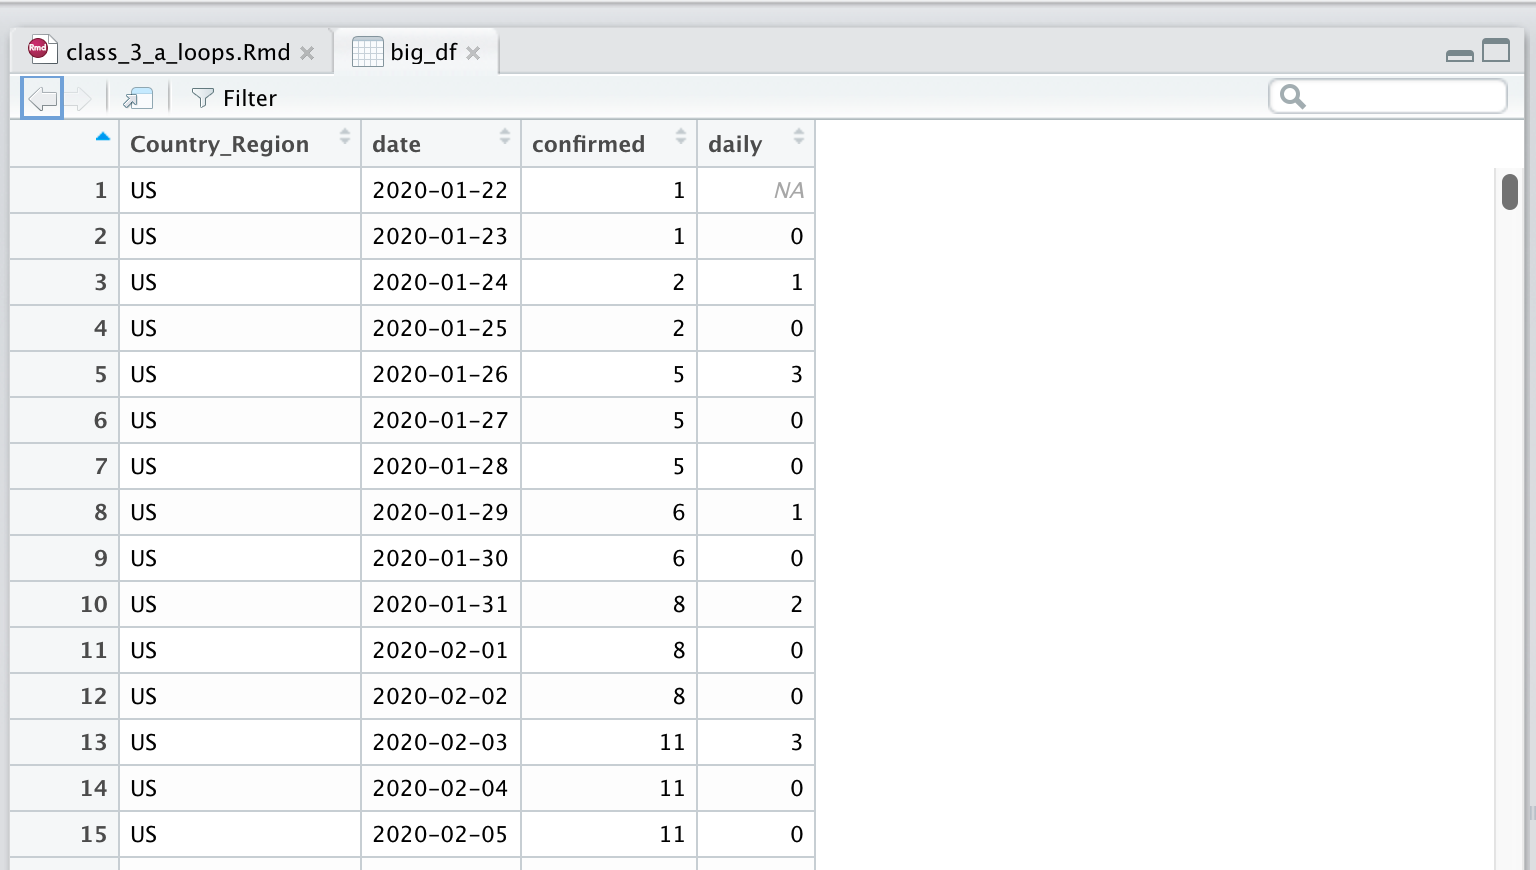 Rmd class_3_a_loops.Rmd × big_df ×
Filter
Country_Region date confirmed daily
1 US 2020-01-22 1 NA
2 US 2020-01-23 1 0
3 US 2020-01-24 2 1
4 US 2020-01-25 2 0
5 US 2020-01-26 5 3
6 US 2020-01-27 5 0
7 US 2020-01-28 5 0
8 US 2020-01-29 6 1
9 US 2020-01-30 6 0
10 US 2020-01-31 8 2
11 US 2020-02-01 8 0
12 US 2020-02-02 8 0
13 US 2020-02-03 11 3
14 US 2020-02-04 11 0
15 US 2020-02-05 11 0